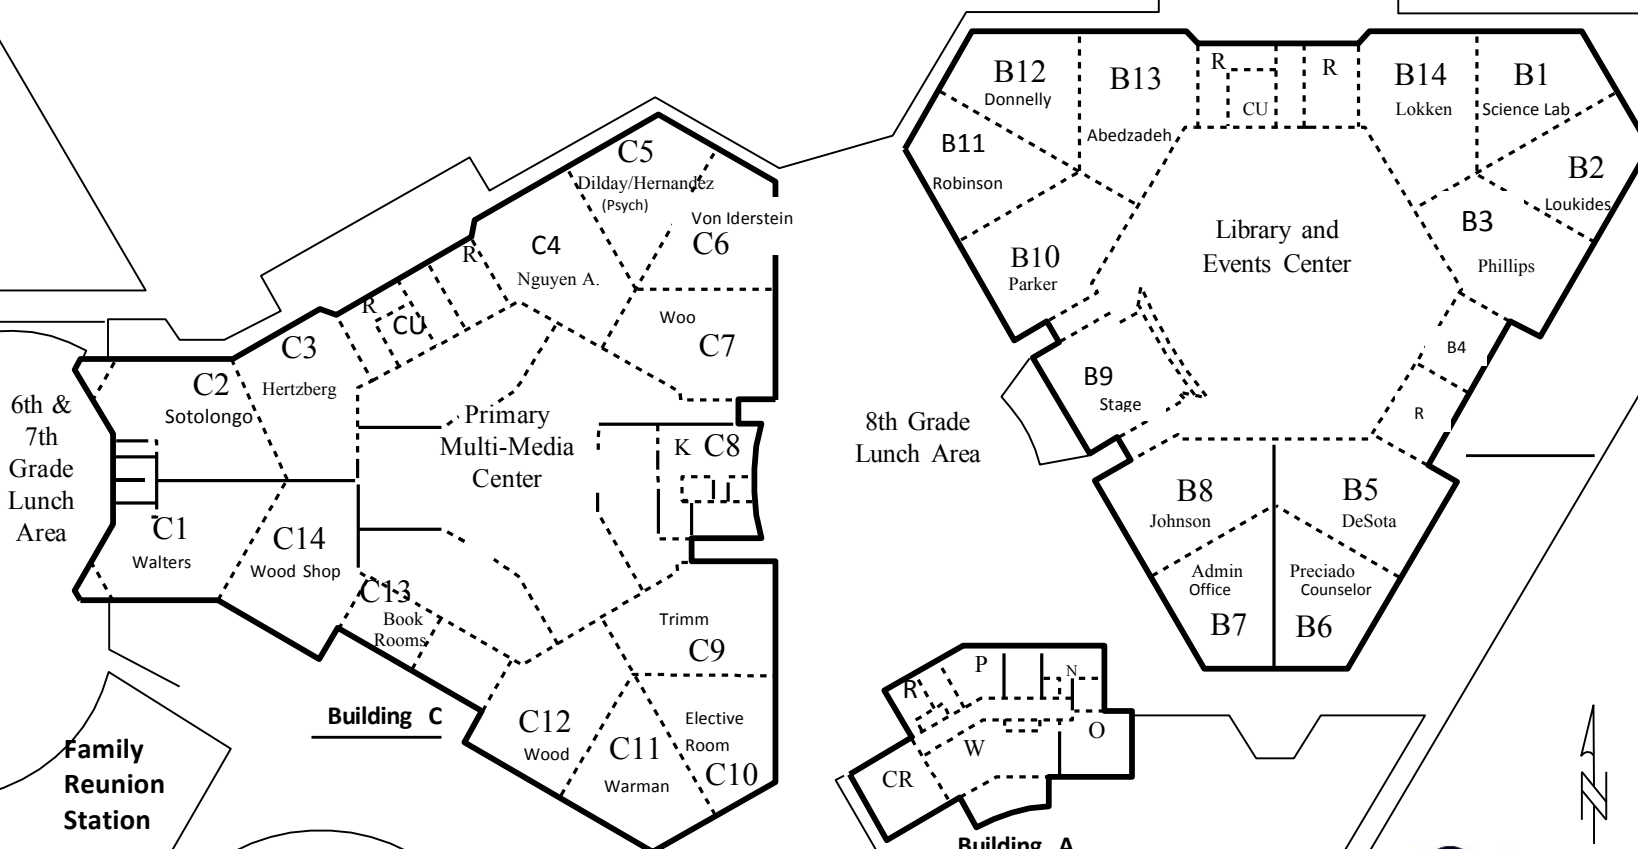 B12
Donnelly
B13
Abedzadeh
R
CU
R
B14
Lokken
B1
Science Lab
B11
Robinson
B2
Loukides
B3
Phillips
B10
Parker
Library and
Events Center
B4
R
B9
Stage
8th Grade
Lunch Area
B8
Johnson
B5
DeSota
Admin
Office
B7
Preciado
Counselor
B6
C5
Dilday/Hernandez
(Psych)
Von Iderstein
C6
C4
Nguyen A.
R
R
CU
Woo
C7
C3
Hertzberg
C2
Sotolongo
6th &
7th
Grade
Lunch
Area
Primary
Multi-Media
Center
K C8
C1
Walters
C14
Wood Shop
C13
Book
Rooms
Trimm
C9
Building C
C12
Wood
C11
Warman
Elective
Room
C10
Family
Reunion
Station
P
N
R
O
W
CR
Building A
N